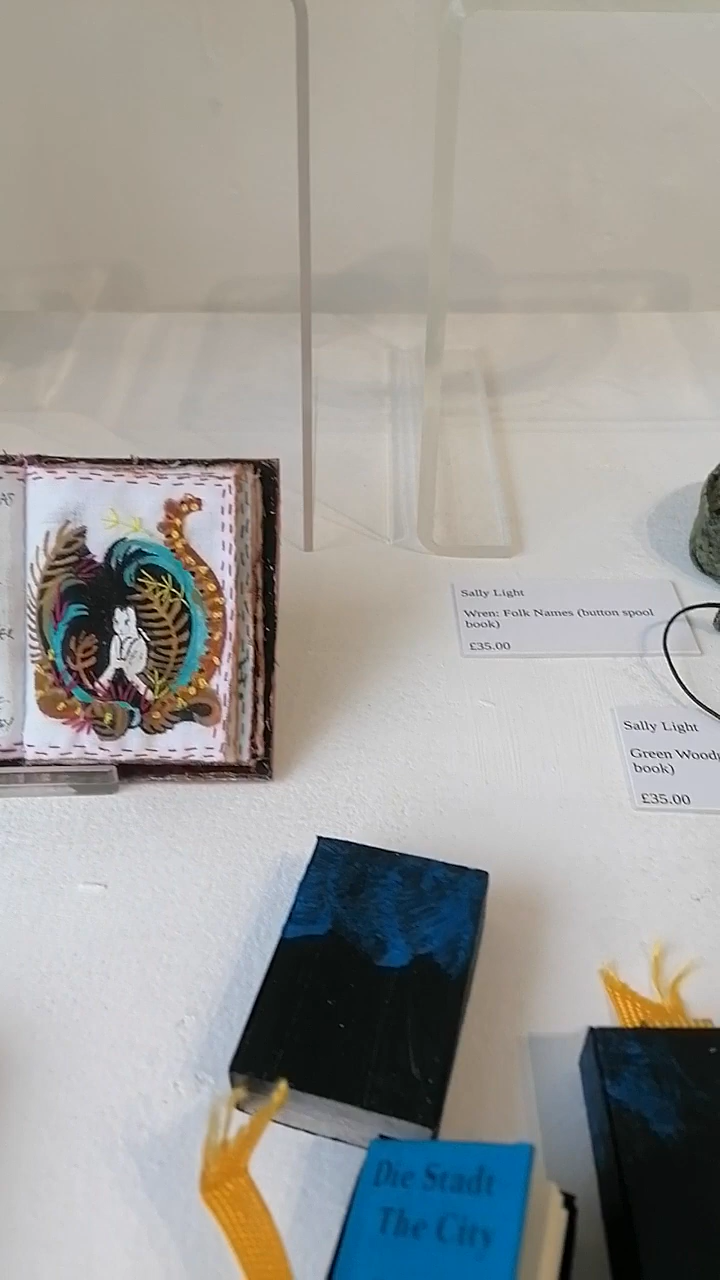 Sally Light
Wren: Folk Names (button spool
book)
£35.00
Sally Light
Green
book)
£35.00
Die Stadt
The City